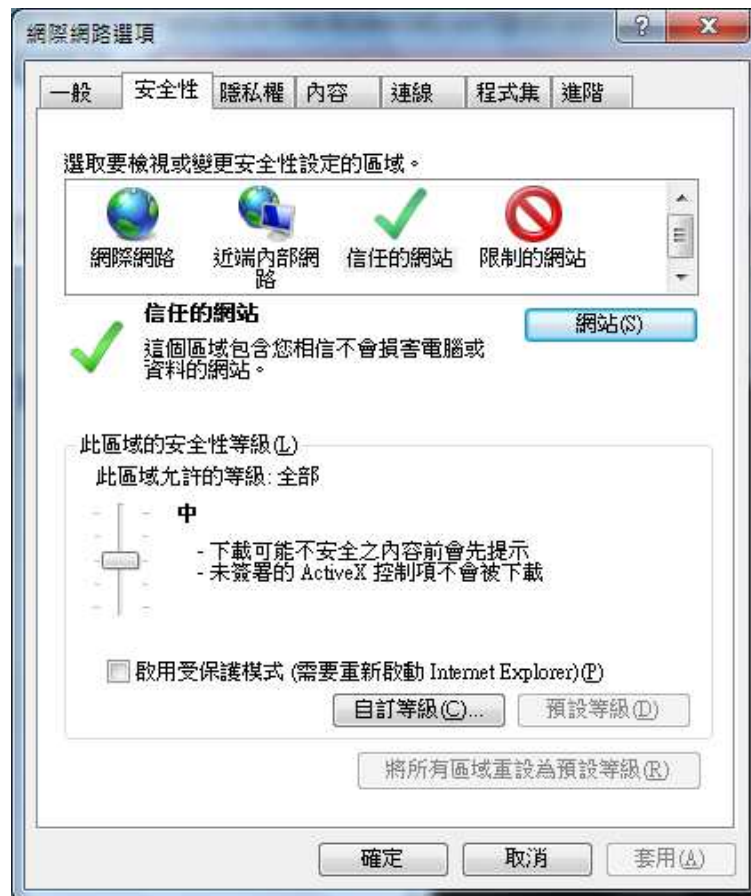 網際網路選項
一般 安全性 隱私權 內容 連線 程式集 進階
選取要檢視或變更安全性設定的區域。
網際網路 近端內部網路 信任的網站 限制的網站
信任的網站
網站(S)
這個區域包含您相信不會損害電腦或
資料的網站。
此區域的安全性等級(L)
此區域允許的等級: 全部
中
- 下載可能不安全之內容前會先提示
- 未簽署的 ActiveX 控制項不會被下載
啟用受保護模式 (需要重新啟動 Internet Explorer)(P)
自訂等級(C)... 預設等級(D)
將所有區域重設為預設等級(R)
確定 取消 套用(A)